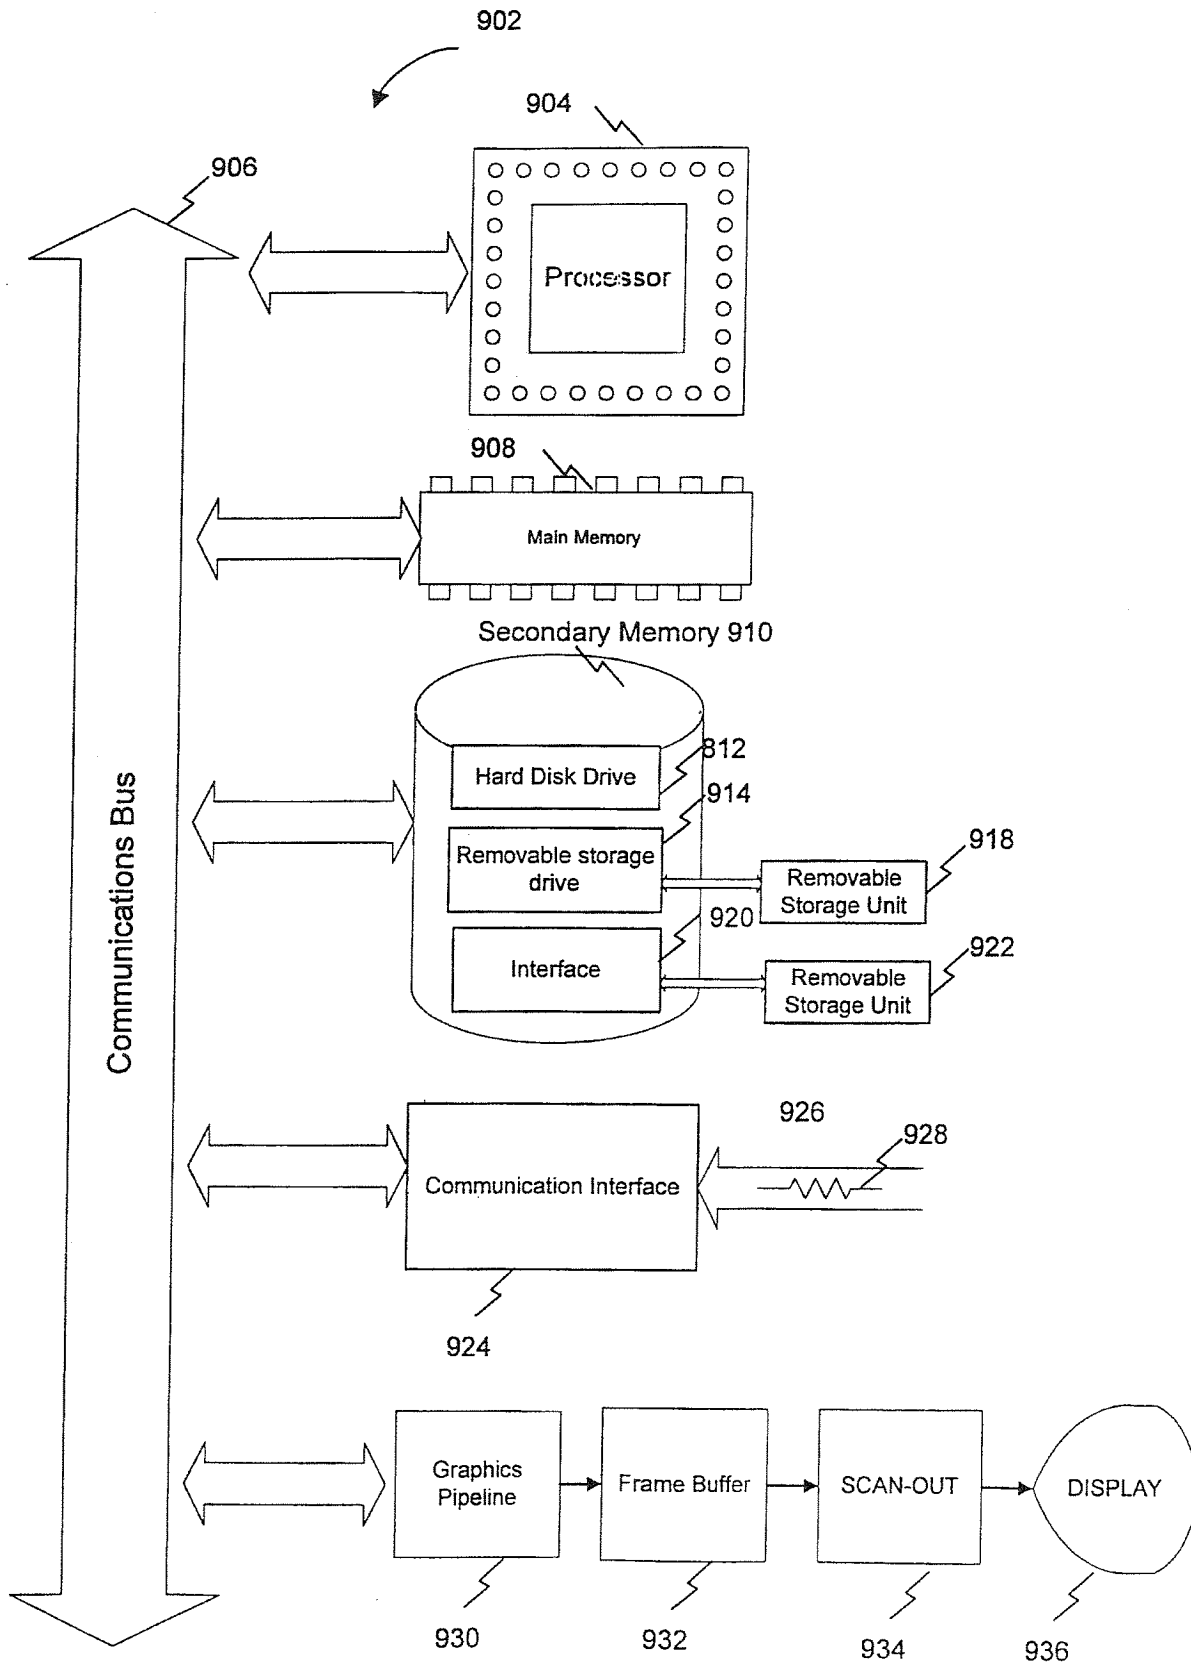 902
904
906
Processor
908
Main Memory
Secondary Memory 910
812
Hard Disk Drive
914
Removable storage
drive
918
Removable
Storage Unit
920
Interface
922
Removable
Storage Unit
Communications Bus
926
928
Communication Interface
924
Graphics
Pipeline
Frame Buffer
SCAN-OUT
DISPLAY
930
932
934
936